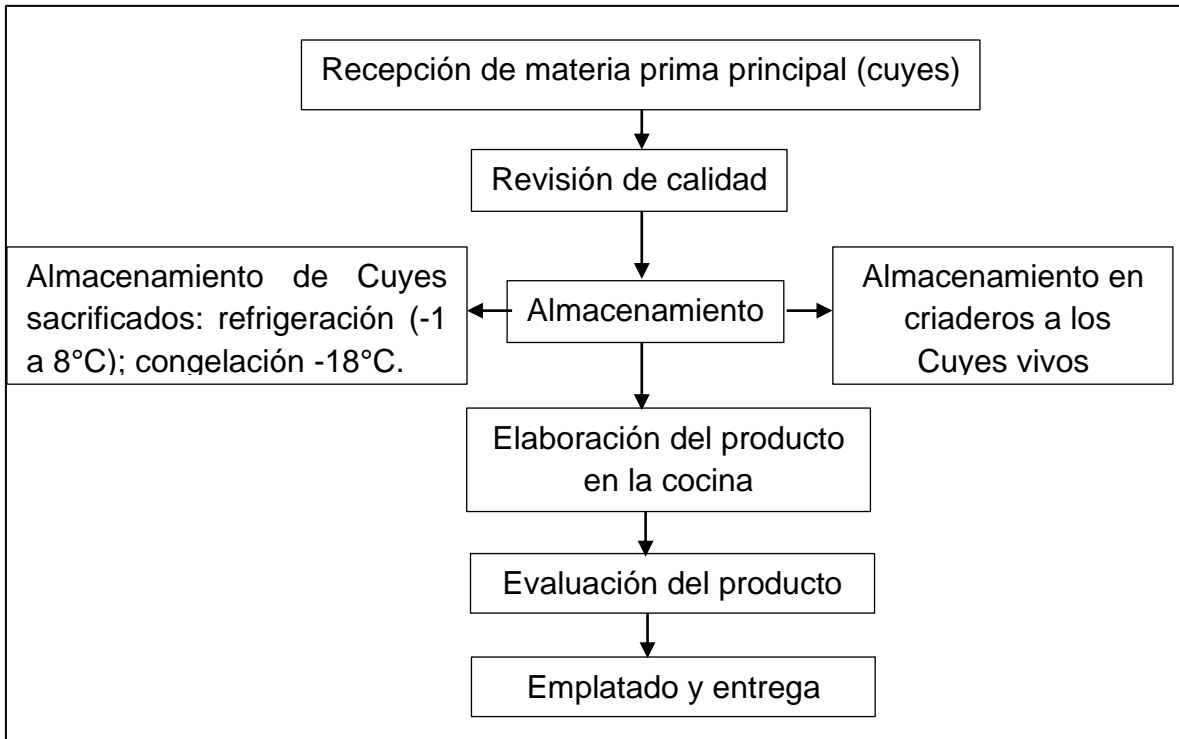 Recepción de materia prima principal (cuyes)
Revisión de calidad
Almacenamiento de Cuyes
sacrificados: refrigeración (-1
a 8°C); congelación -18°C.
Almacenamiento
Almacenamiento en
criaderos a los
Cuyes vivos
Elaboración del producto
en la cocina
Evaluación del producto
Emplatado y entrega